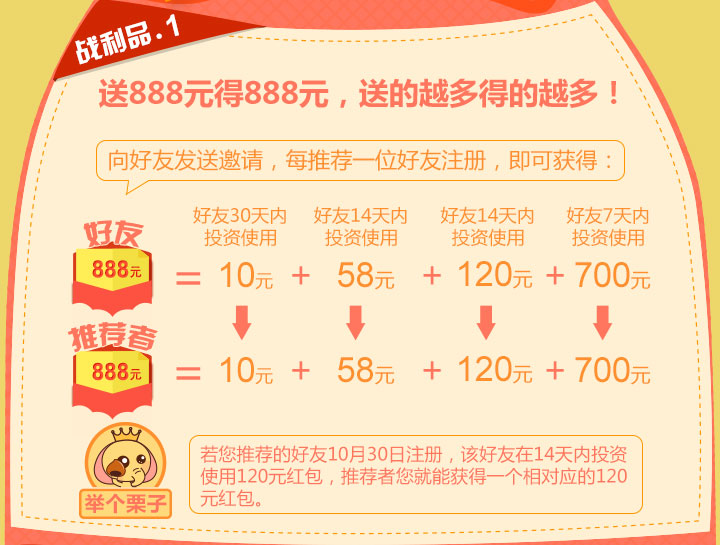 战利品.1
送888元得888元，送的越多得的越多！
向好友发送邀请，每推荐一位好友注册，即可获得：
好友30天内 好友14天内 好友14天内 好友7天内
投资使用 投资使用 投资使用 投资使用
好友
888元 = 10元 + 58元 + 120元 + 700元
推荐者
888元 = 10元 + 58元 + 120元 + 700元
若您推荐的好友10月30日注册，该好友在14天内投资
使用120元红包，推荐者您就能获得一个相对应的120
元红包。
举个栗子